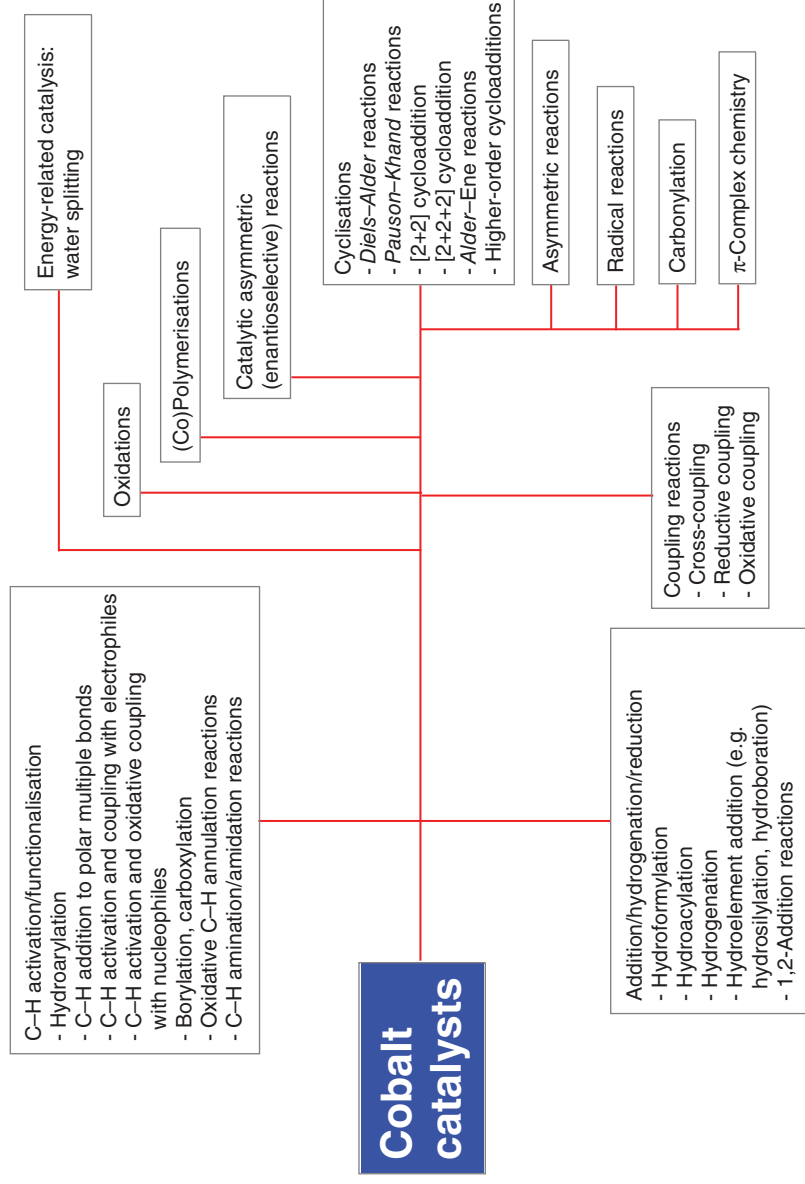 Cobalt
catalysts
C–H activation/functionalisation
- Hydroarylation
- C–H addition to polar multiple bonds
- C–H activation and coupling with electrophiles
- C–H activation and oxidative coupling
with nucleophiles
- Borylation, carboxylation
- Oxidative C–H annulation reactions
- C–H amination/amidation reactions
Addition/hydrogenation/reduction
- Hydroformylation
- Hydroacylation
- Hydrogenation
- Hydroelement addition (e.g.
hydrosilylation, hydroboration)
- 1,2-Addition reactions
Energy-related catalysis:
water splitting
Oxidations
(Co)Polymerisations
Catalytic asymmetric
(enantioselective) reactions
Coupling reactions
- Cross-coupling
- Reductive coupling
- Oxidative coupling
Cyclisations
- Diels–Alder reactions
- Pauson–Khand reactions
- [2+2] cycloaddition
- [2+2+2] cycloaddition
- Alder–Ene reactions
- Higher-order cycloadditions
Asymmetric reactions
Radical reactions
Carbonylation
π-Complex chemistry